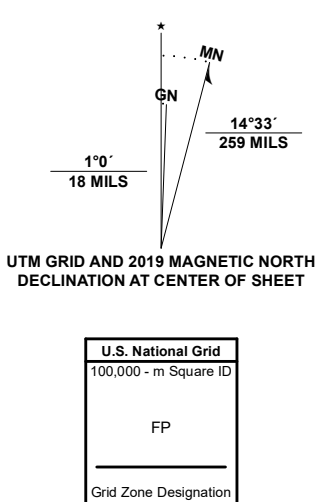 MN
GN
14°33´
259 MILS
1°0´
18 MILS
UTM GRID AND 2019 MAGNETIC NORTH
DECLINATION AT CENTER OF SHEET
U.S. National Grid
100,000 - m Square ID
FP
Grid Zone Designation